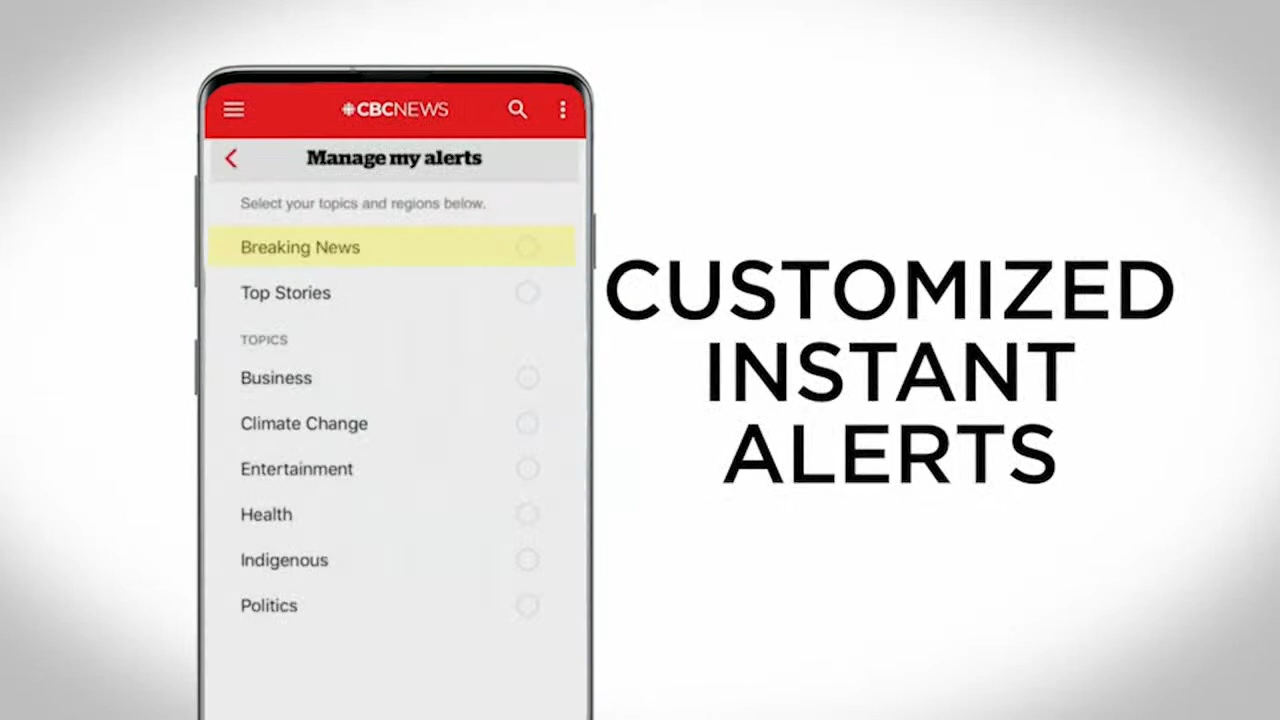 CBCNEWS
Manage my alerts
Select your topics and regions below.
Breaking News
Top Stories
TOPICS
Business
Climate Change
Entertainment
Health
Indigenous
Politics
CUSTOMIZED
INSTANT
ALERTS